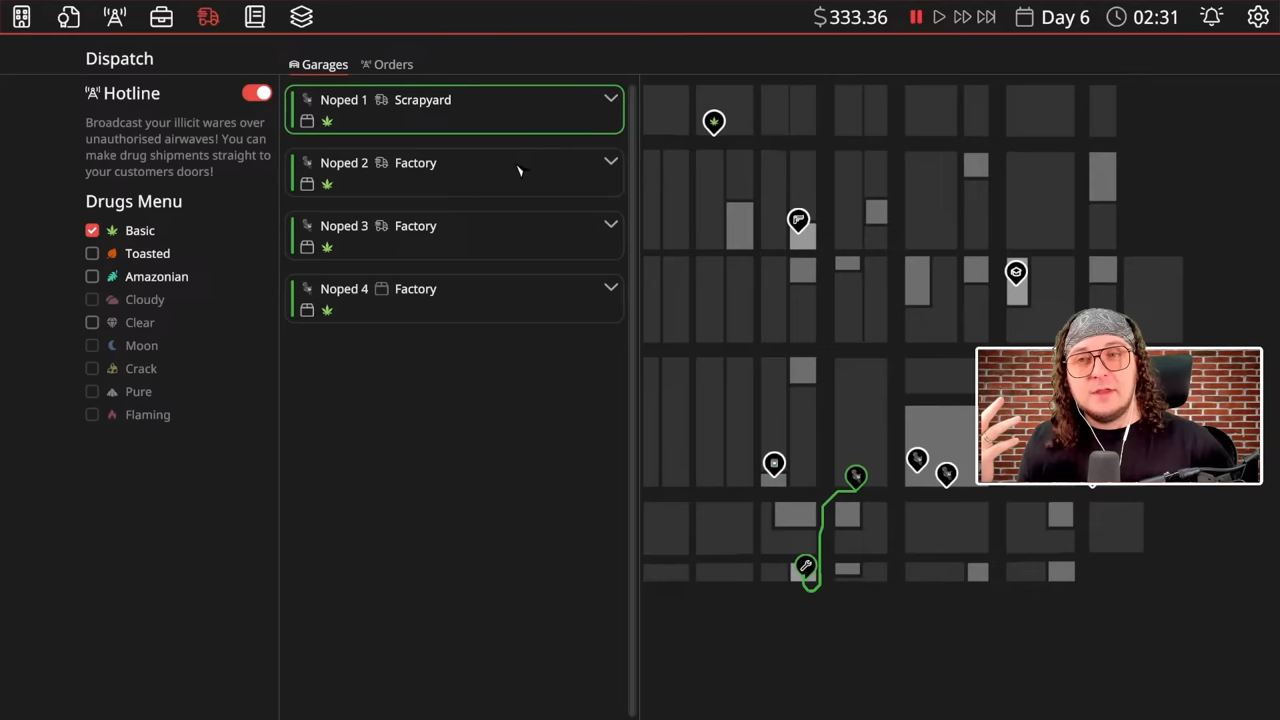 $333.36
Day 6
02:31
Dispatch
Garages
Orders
Hotline
Broadcast your illicit wares over
unauthorised airwaves! You can
make drug shipments straight to
your customers doors!
Drugs Menu
Basic
Toasted
Amazonian
Cloudy
Clear
Moon
Crack
Pure
Flaming
Noped 1 Scrapyard
Noped 2 Factory
Noped 3 Factory
Noped 4 Factory